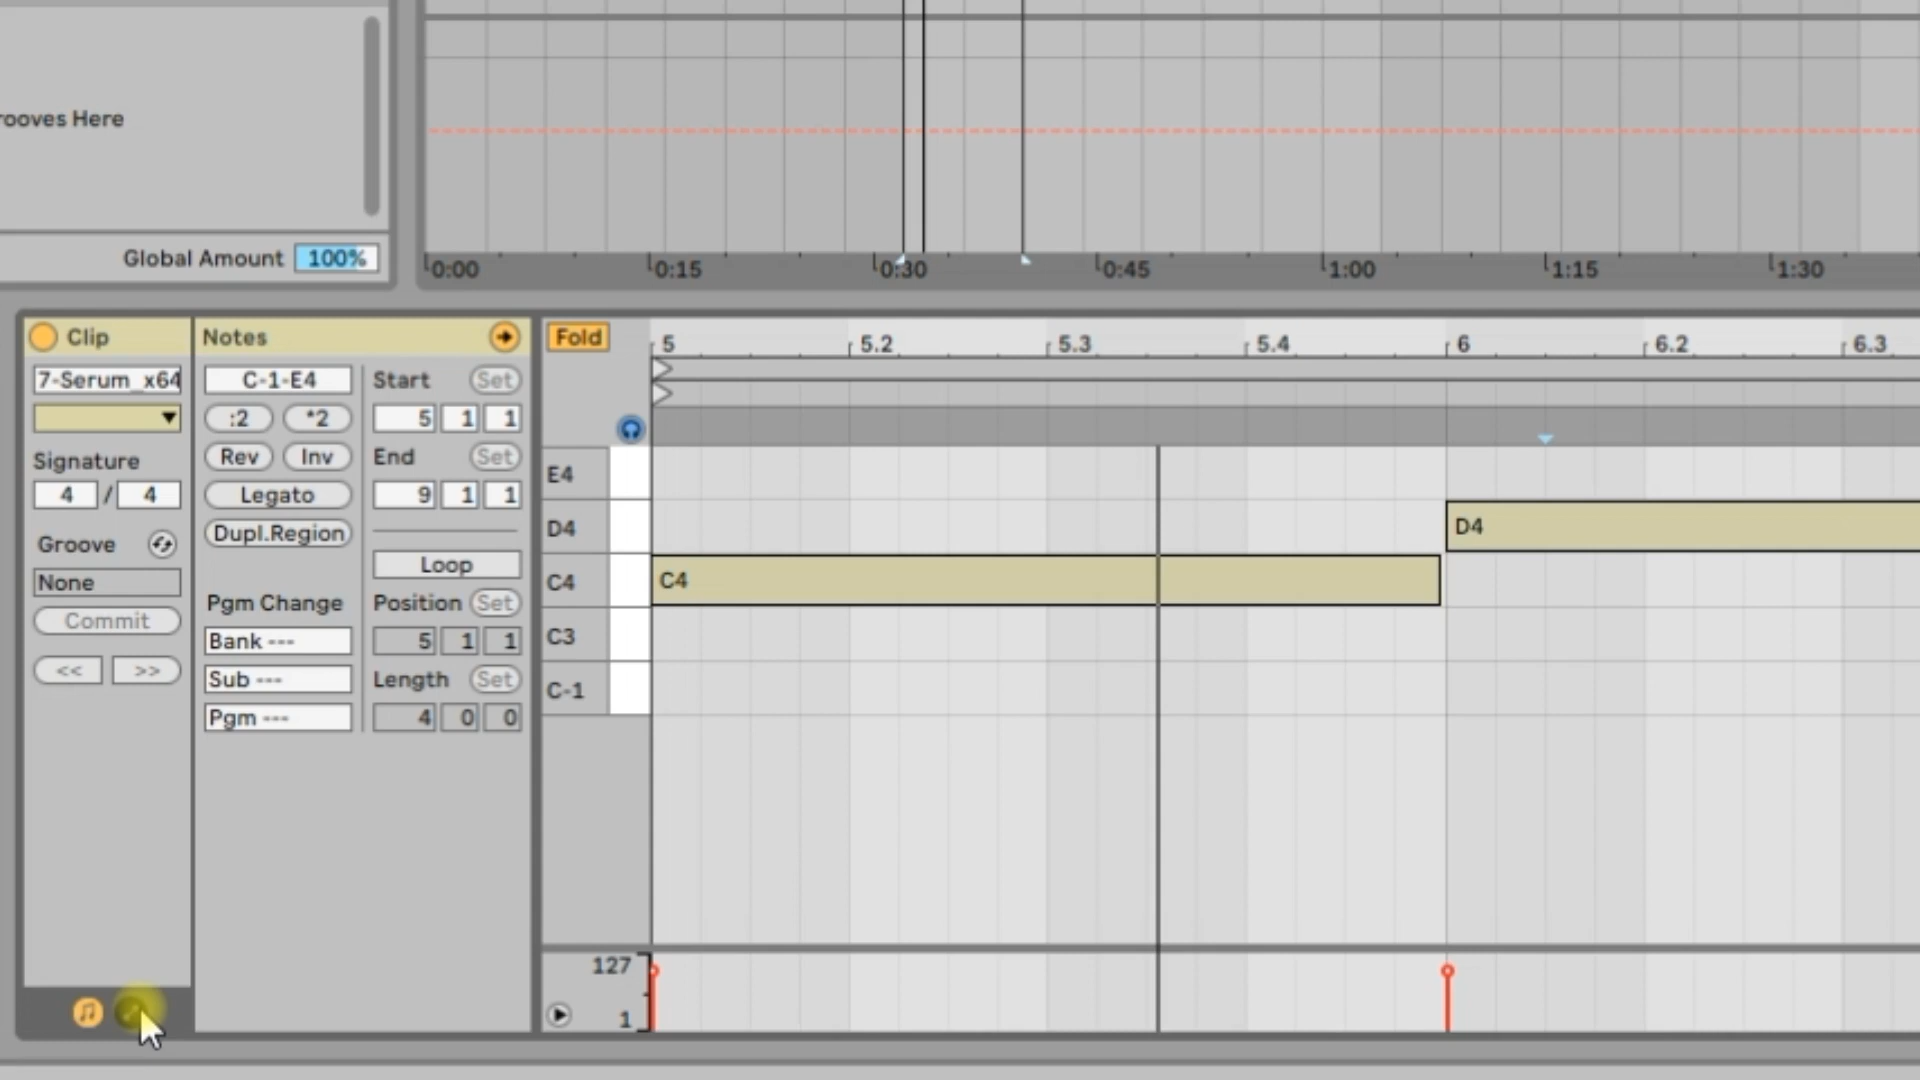 rooves Here
Global Amount 100%
0:00 0:15 0:30 0:45 1:00 1:15 1:30
Clip
7-Serum_x64
Signature
4 / 4
Groove
None
Commit
<< >>
Notes
C-1-E4
:2 *2
Rev Inv
Legato
Dupl.Region
Pgm Change
Bank ---
Sub ---
Pgm ---
Start Set
5 1 1
End Set
9 1 1
Loop
Position Set
5 1 1
Length Set
4 0 0
Fold
5 5.2 5.3 5.4 6 6.2 6.3
E4
D4 D4
C4 C4
C3
C-1
127
1